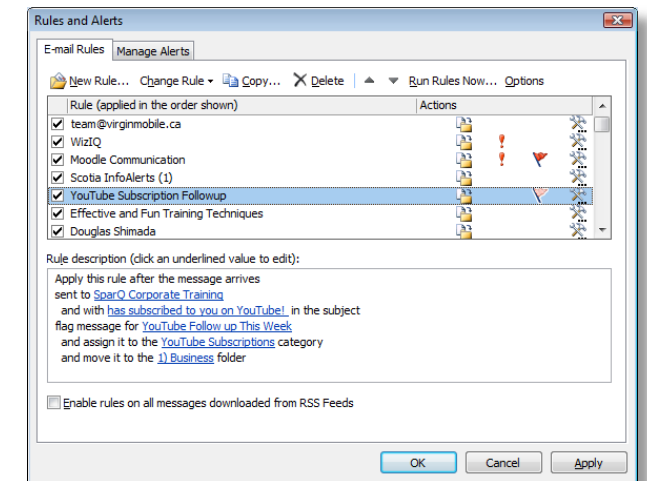 Rules and Alerts
E-mail Rules Manage Alerts
New Rule... Change Rule Copy... Delete Run Rules Now... Options
Rule (applied in the order shown) Actions
team@virginmobile.ca
WizIQ
Moodle Communication
Scotia InfoAlerts (1)
YouTube Subscription Followup
Effective and Fun Training Techniques
Douglas Shimada
Rule description (click an underlined value to edit):
Apply this rule after the message arrives
sent to SparQ Corporate Training
and with has subscribed to you on YouTube! in the subject
flag message for YouTube Follow up This Week
and assign it to the YouTube Subscriptions category
and move it to the 1) Business folder
Enable rules on all messages downloaded from RSS Feeds
OK Cancel Apply